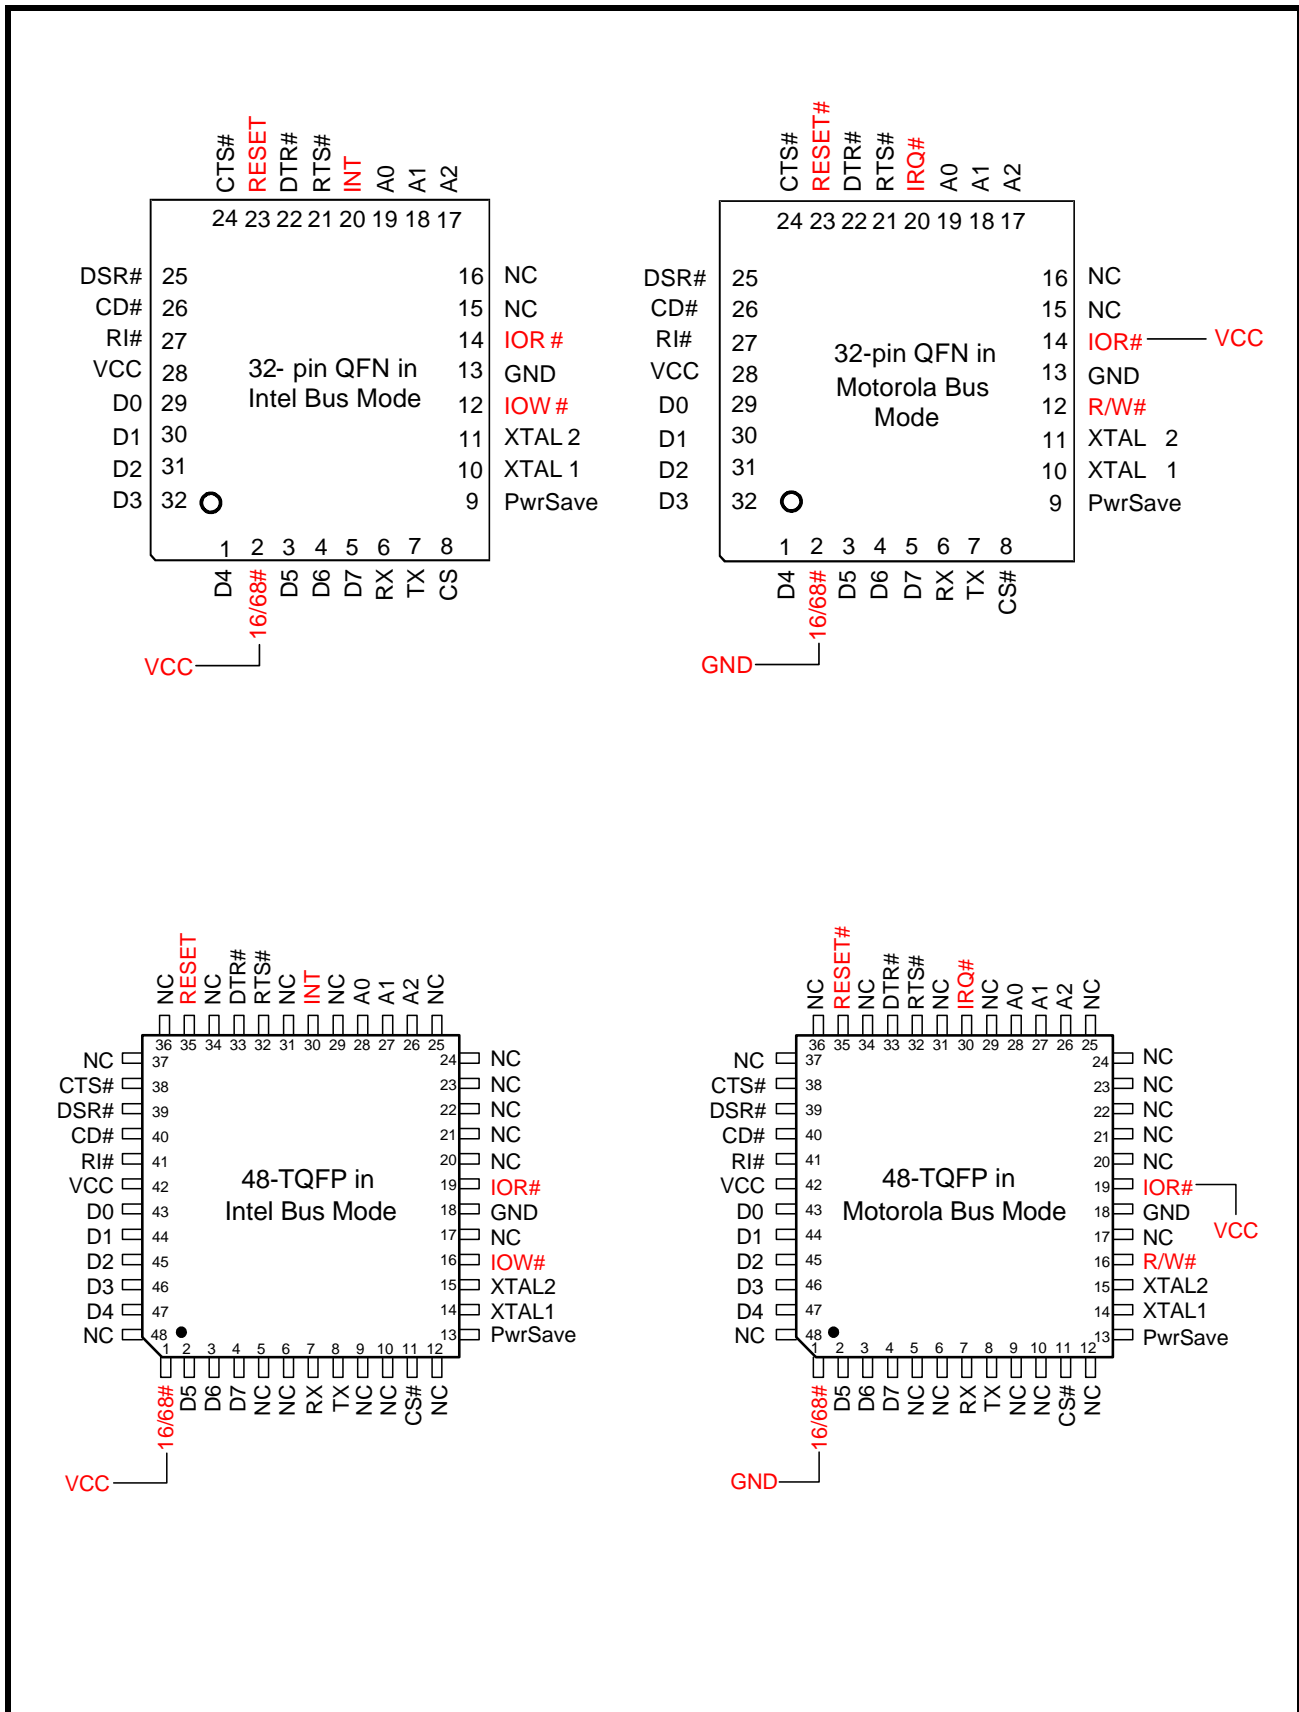 CTS# RESET DTR# RTS# INT A0 A1 A2
24 23 22 21 20 19 18 17
DSR# 25 16 NC
CD# 26 15 NC
RI# 27 14 IOR #
VCC 28 13 GND
D0 29 12 IOW #
D1 30 11 XTAL 2
D2 31 10 XTAL 1
D3 32 9 PwrSave
32- pin QFN in
Intel Bus Mode
1 2 3 4 5 6 7 8
D4 16/68# D5 D6 D7 RX TX CS
VCC
CTS# RESET# DTR# RTS# IRQ# A0 A1 A2
24 23 22 21 20 19 18 17
DSR# 25 16 NC
CD# 26 15 NC
RI# 27 14 IOR# VCC
VCC 28 13 GND
D0 29 12 R/W#
D1 30 11 XTAL 2
D2 31 10 XTAL 1
D3 32 9 PwrSave
32-pin QFN in
Motorola Bus
Mode
1 2 3 4 5 6 7 8
D4 16/68# D5 D6 D7 RX TX CS#
GND
NC RESET NC DTR# RTS# NC INT NC A0 A1 A2 NC
36 35 34 33 32 31 30 29 28 27 26 25
NC 37 24 NC
CTS# 38 23 NC
DSR# 39 22 NC
CD# 40 21 NC
RI# 41 20 NC
VCC 42 19 IOR#
D0 43 18 GND
D1 44 17 NC
D2 45 16 IOW#
D3 46 15 XTAL2
D4 47 14 XTAL1
NC 48 13 PwrSave
48-TQFP in
Intel Bus Mode
1 2 3 4 5 6 7 8 9 10 11 12
16/68# D5 D6 D7 NC NC RX TX NC NC CS# NC
VCC
NC RESET# NC DTR# RTS# NC IRQ# NC A0 A1 A2 NC
36 35 34 33 32 31 30 29 28 27 26 25
NC 37 24 NC
CTS# 38 23 NC
DSR# 39 22 NC
CD# 40 21 NC
RI# 41 20 NC
VCC 42 19 IOR#
D0 43 18 GND
VCC
D1 44 17 NC
D2 45 16 R/W#
D3 46 15 XTAL2
D4 47 14 XTAL1
NC 48 13 PwrSave
48-TQFP in
Motorola Bus Mode
1 2 3 4 5 6 7 8 9 10 11 12
16/68# D5 D6 D7 NC NC RX TX NC NC CS# NC
GND